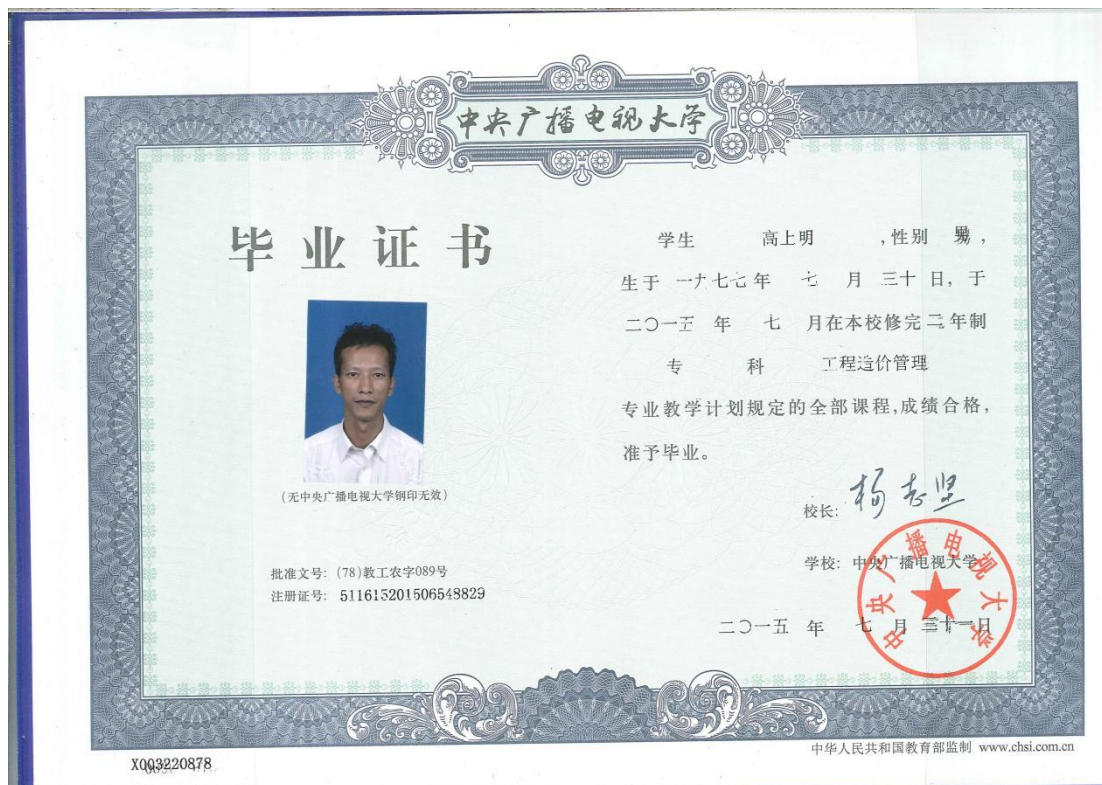 中央广播电视大学
毕业证书
学生 高上明 ,性别 男,
生于 一九七七年 七 月 三十 日, 于
二〇一五 年 七 月在本校修完 二 年制
专 科 工程造价管理
专业教学计划规定的全部课程,成绩合格,
准予毕业。
(无中央广播电视大学钢印无效)
校长: 杨志坚
批准文号: (78)教工农字089号
注册证号: 511615201506548829
学校: 中央广播电视大学
二〇一五 年 七 月 三十一日
中央广播电视大学
中华人民共和国教育部监制 www.chsi.com.cn
X003220878